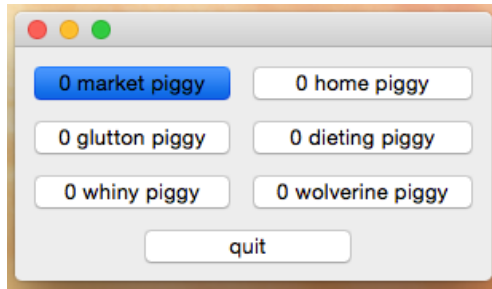 0 market piggy 0 home piggy
0 glutton piggy 0 dieting piggy
0 whiny piggy 0 wolverine piggy
quit